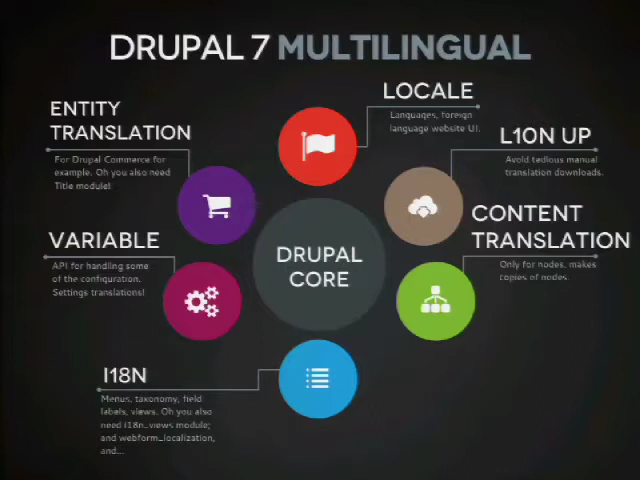 DRUPAL 7 MULTILINGUAL
LOCALE
Languages, foreign
language website UI.
ENTITY
TRANSLATION
For Drupal Commerce for
example. Oh you also need
Title module!
L10N UP
Avoid tedious manual
translation downloads.
VARIABLE
API for handling some
of the configuration.
Settings translations!
DRUPAL
CORE
CONTENT
TRANSLATION
Only for nodes, makes
copies of nodes.
I18N
Menus, taxonomy, field
labels, views. Oh you also
need I18n_views module;
and webform_localization,
and...